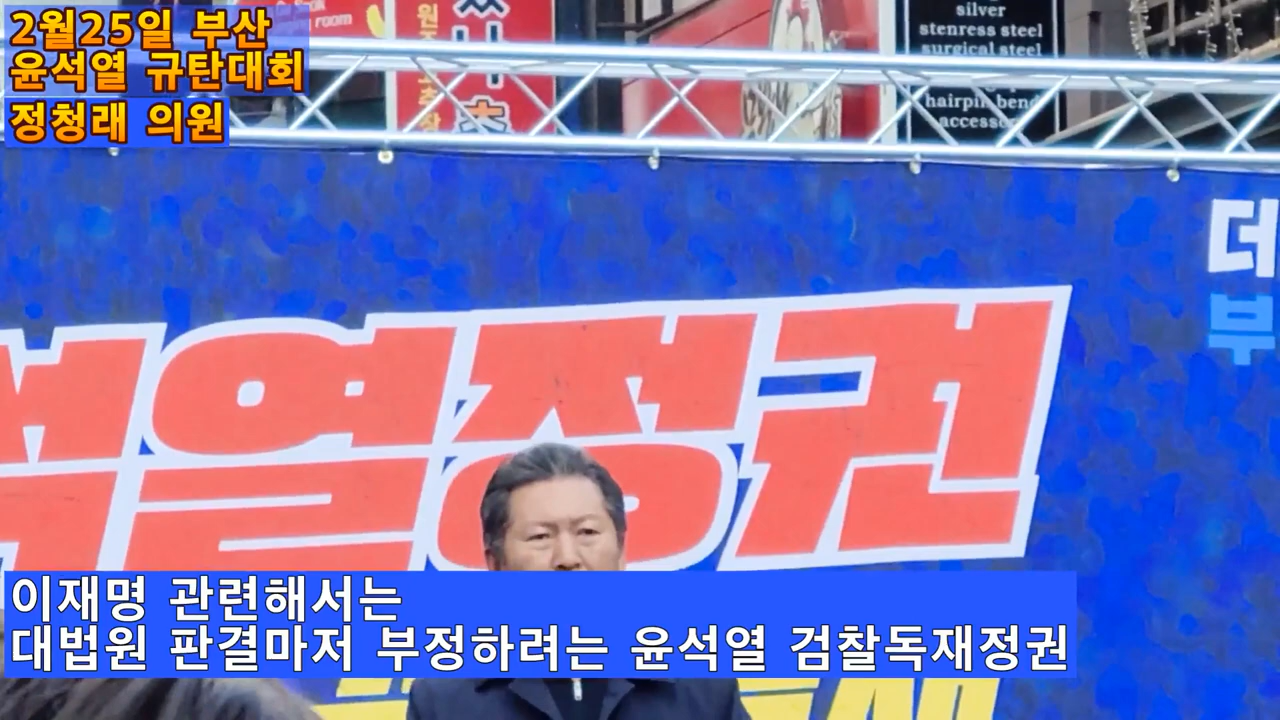 2월25일 부산
윤석열 규탄대회
정청래 의원
room
silver
stenress steel
surgical steel
hairpin bend
데
부
열정권
이재명 관련해서는
대법원 판결마저 부정하려는 윤석열 검찰독재정권